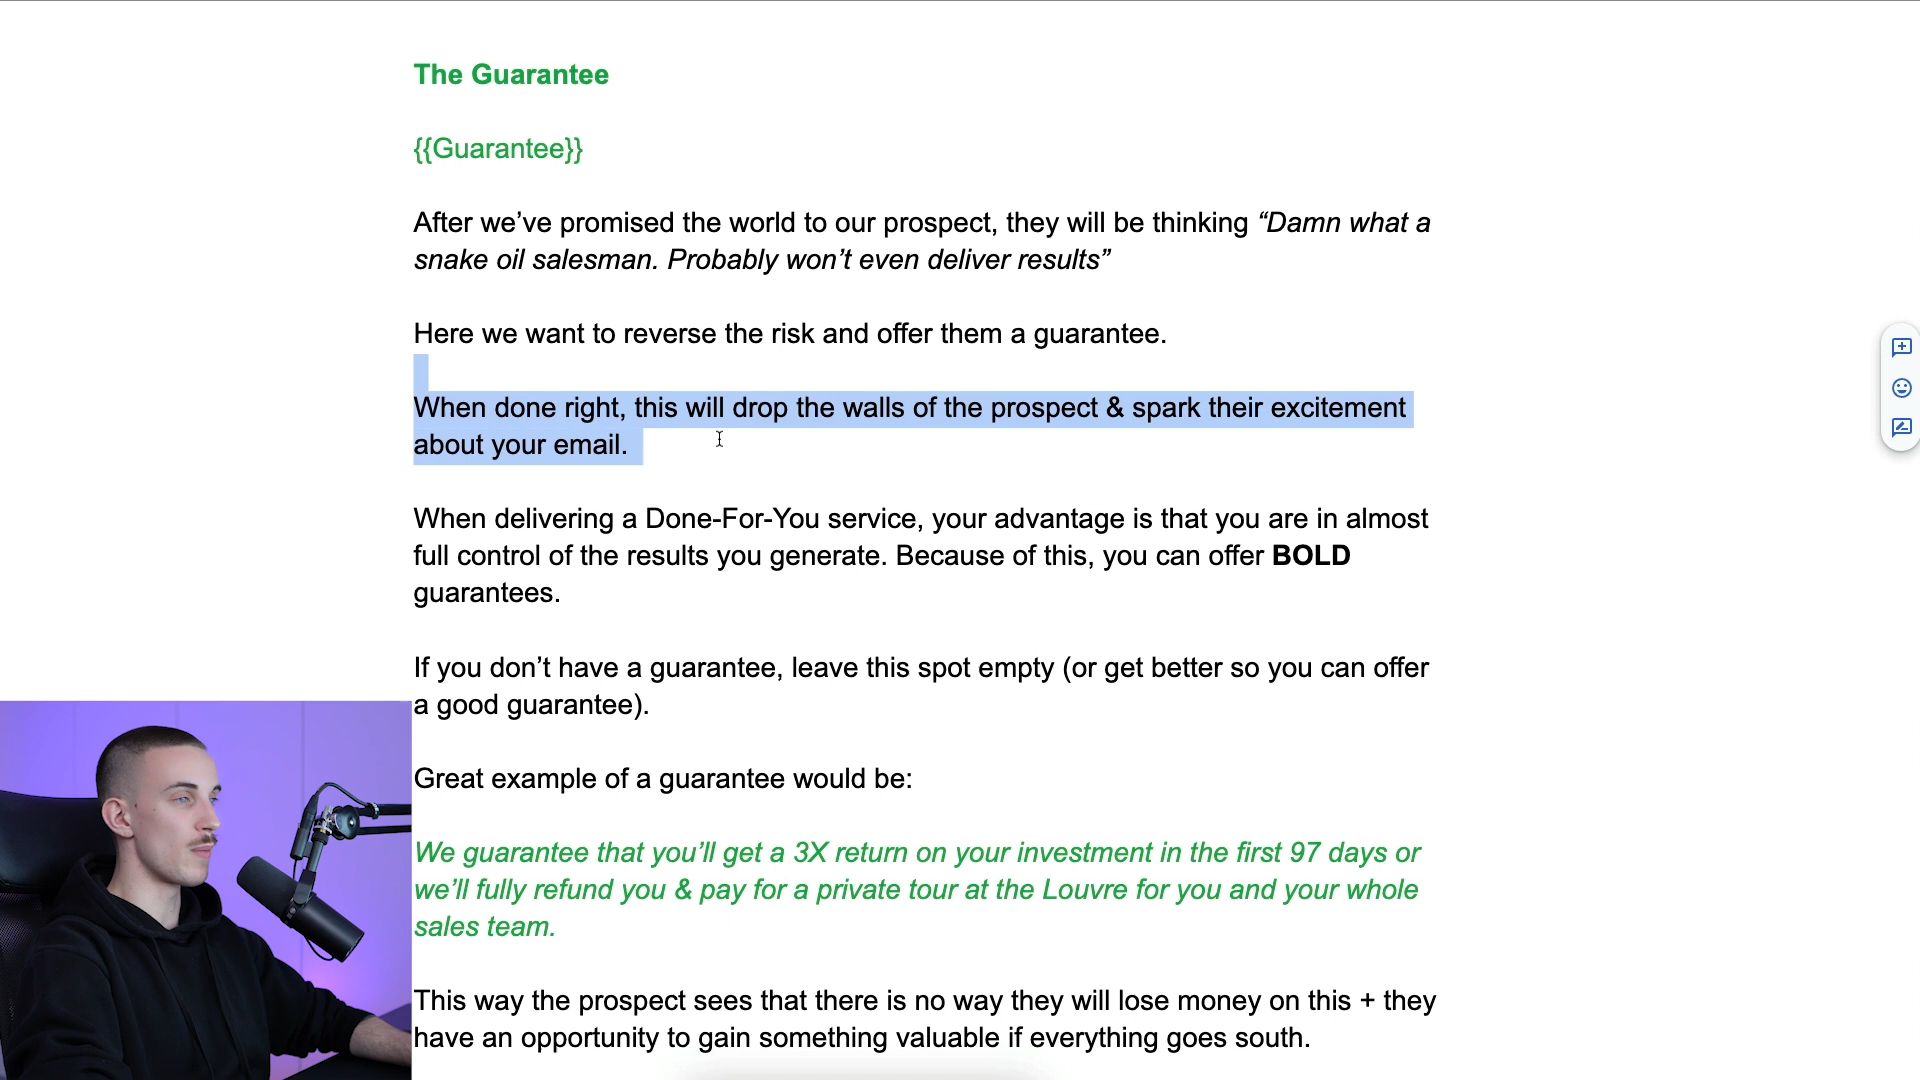 The Guarantee
{{Guarantee}}
After we’ve promised the world to our prospect, they will be thinking “Damn what a
snake oil salesman. Probably won’t even deliver results”
Here we want to reverse the risk and offer them a guarantee.
When done right, this will drop the walls of the prospect & spark their excitement
about your email.
When delivering a Done-For-You service, your advantage is that you are in almost
full control of the results you generate. Because of this, you can offer BOLD
guarantees.
If you don’t have a guarantee, leave this spot empty (or get better so you can offer
a good guarantee).
Great example of a guarantee would be:
We guarantee that you’ll get a 3X return on your investment in the first 97 days or
we’ll fully refund you & pay for a private tour at the Louvre for you and your whole
sales team.
This way the prospect sees that there is no way they will lose money on this + they
have an opportunity to gain something valuable if everything goes south.